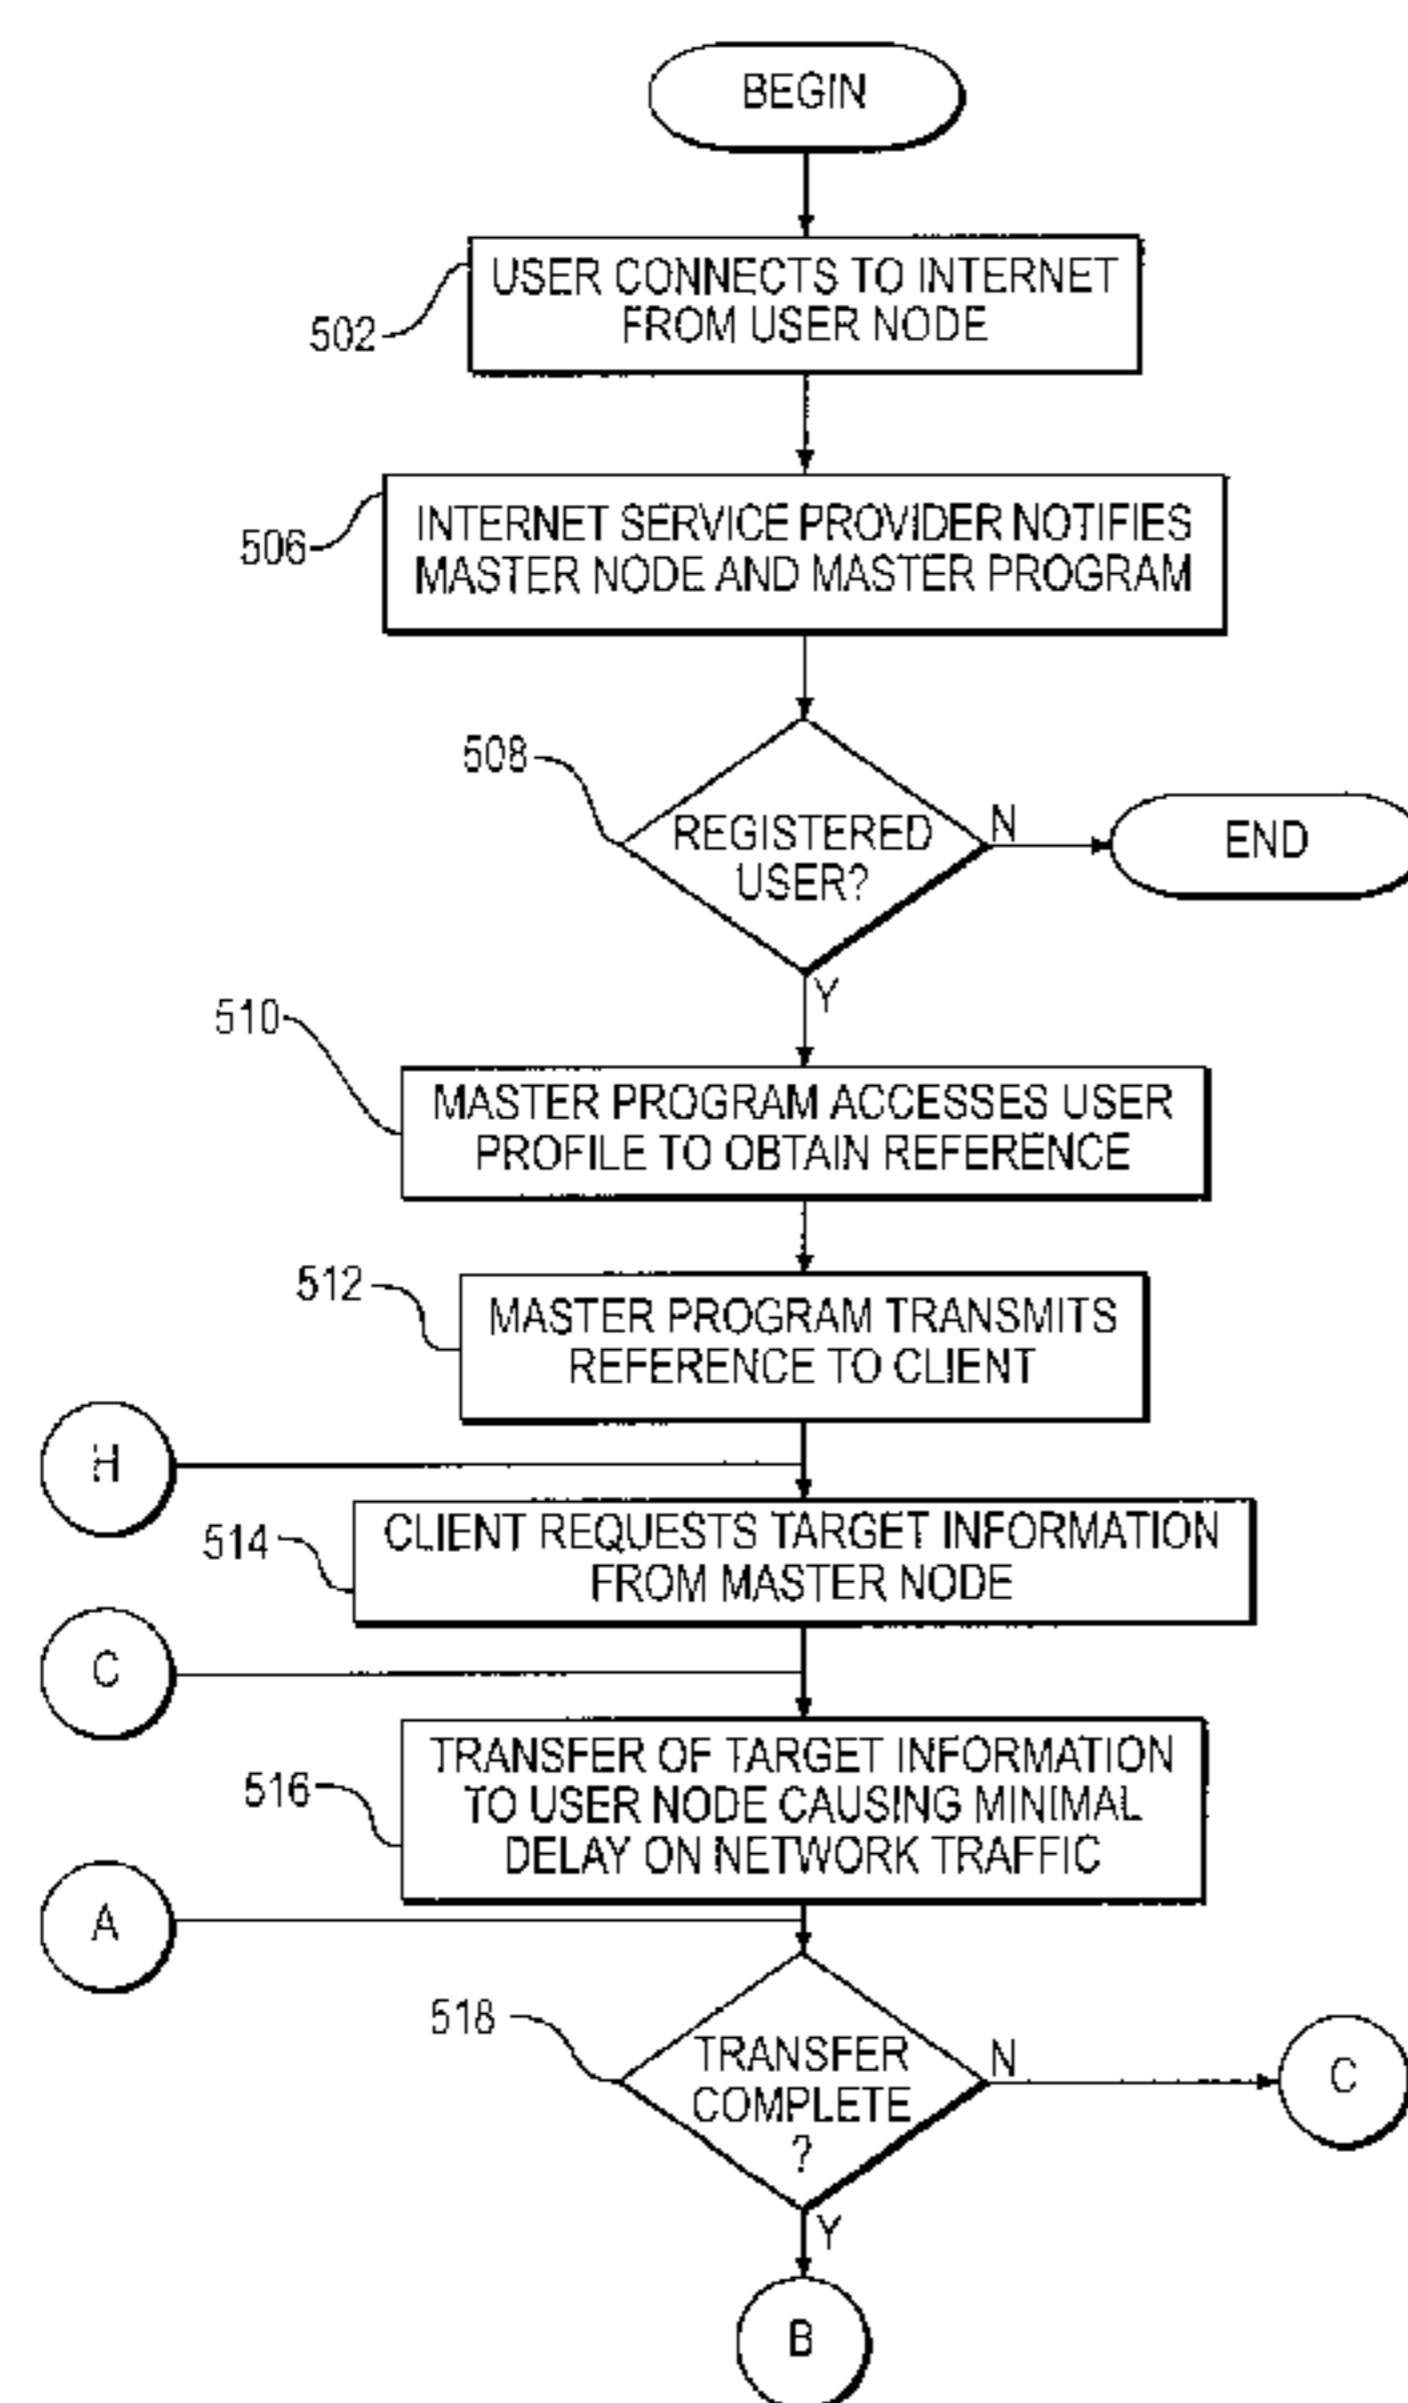 BEGIN
USER CONNECTS TO INTERNET
FROM USER NODE
502
INTERNET SERVICE PROVIDER NOTIFIES
MASTER NODE AND MASTER PROGRAM
506
508
REGISTERED
USER?
N
END
Y
510
MASTER PROGRAM ACCESSES USER
PROFILE TO OBTAIN REFERENCE
512
MASTER PROGRAM TRANSMITS
REFERENCE TO CLIENT
H
514
CLIENT REQUESTS TARGET INFORMATION
FROM MASTER NODE
C
516
TRANSFER OF TARGET INFORMATION
TO USER NODE CAUSING MINIMAL
DELAY ON NETWORK TRAFFIC
A
518
TRANSFER
COMPLETE
?
N
C
Y
B